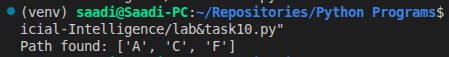 (venv) saadi@Saadi-PC:~/Repositories/Python Programs$
icial-Intelligence/lab&task10.py"
Path found: ['A', 'C', 'F']